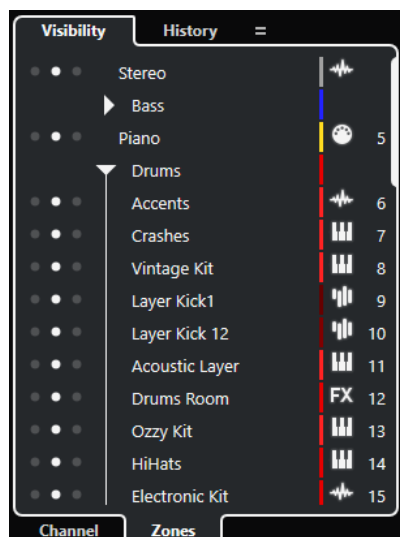 Visibility History =
Stereo
Bass
Piano 5
Drums
Accents 6
Crashes 7
Vintage Kit 8
Layer Kick1 9
Layer Kick 12 10
Acoustic Layer 11
Drums Room FX 12
Ozzy Kit 13
HiHats 14
Electronic Kit 15
Channel Zones